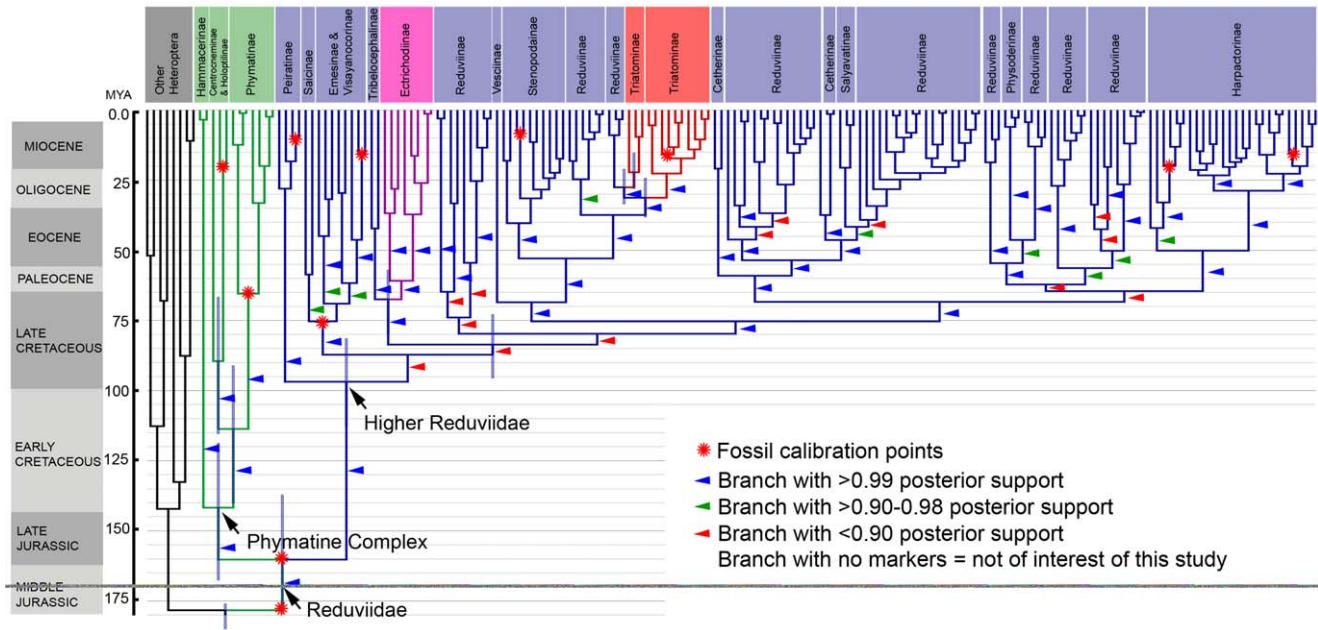 Other
Heteroptera
Hammacerinae
Centrocneminae
& Holoptilinae
Phymatinae
Peiratinae
Saicinae
Emesinae &
Visayanocorinae
Tribelocephalinae
Ectrichodiinae
Reduviinae
Vesciinae
Stenopodainae
Reduviinae
Reduviinae
Triatominae
Triatominae
Cetherinae
Reduviinae
Cetherinae
Salyavatinae
Reduviinae
Reduviinae
Physoderinae
Reduviinae
Reduviinae
Reduviinae
Harpactorinae
MYA
0.0
MIOCENE
25
OLIGOCENE
EOCENE
50
PALEOCENE
75
LATE
CRETACEOUS
100
Higher Reduviidae
EARLY
CRETACEOUS
125
Fossil calibration points
Branch with >0.99 posterior support
Branch with >0.90-0.98 posterior support
Branch with <0.90 posterior support
Branch with no markers = not of interest of this study
150
LATE
JURASSIC
Phymatine Complex
MIDDLE
JURASSIC
175
Reduviidae